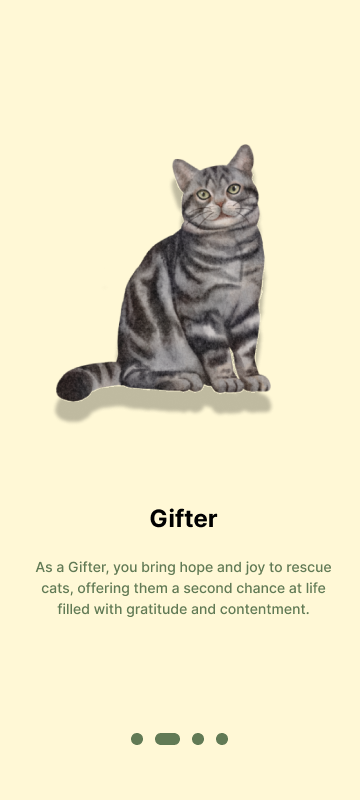 Gifter
As a Gifter, you bring hope and joy to rescue
cats, offering them a second chance at life
filled with gratitude and contentment.